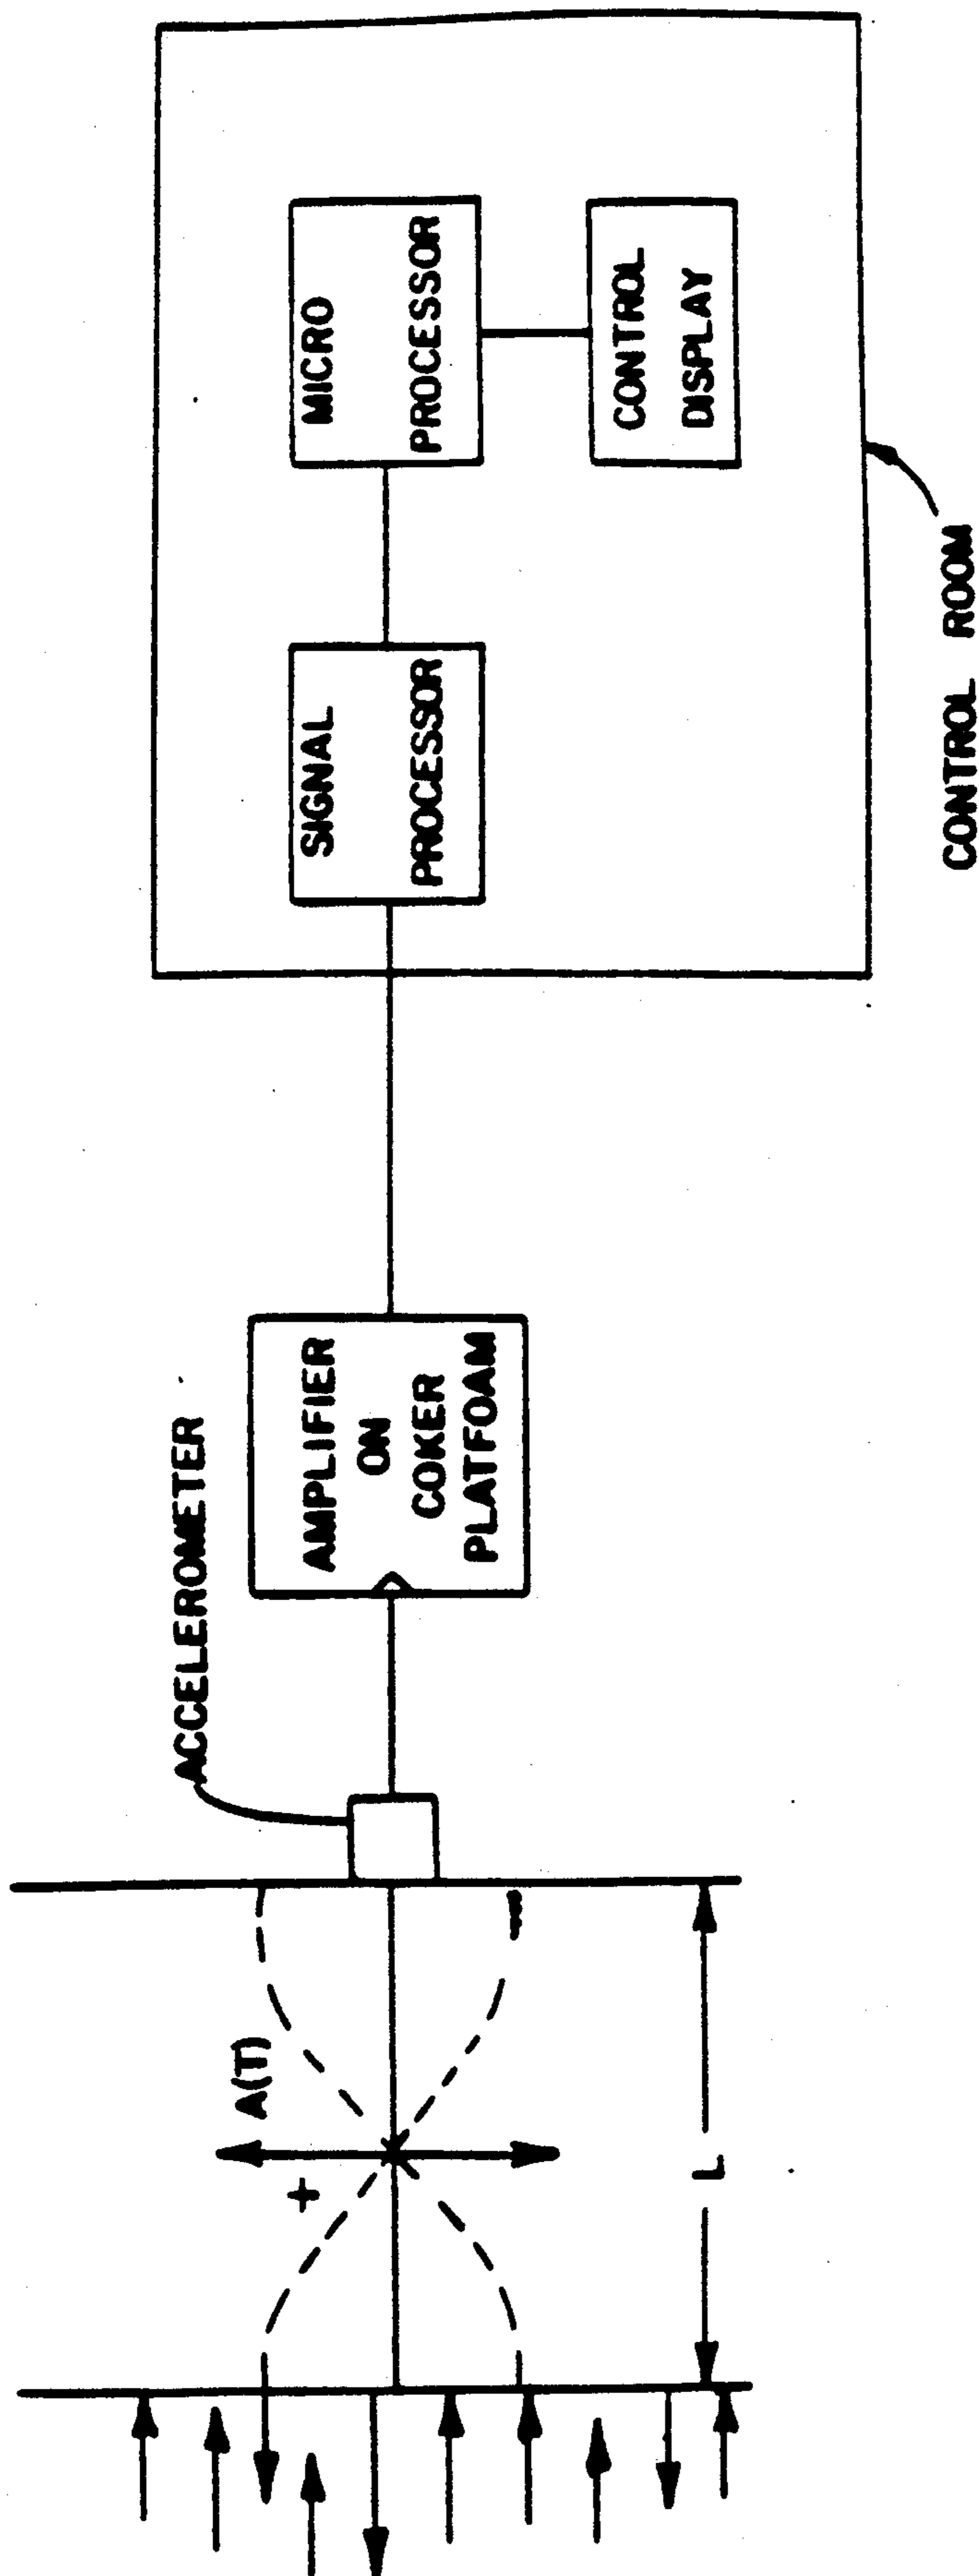 A(T)
+
L
ACCELEROMETER
AMPLIFIER
ON
COKER
PLATFOAM
SIGNAL
PROCESSOR
MICRO
PROCESSOR
CONTROL
DISPLAY
CONTROL ROOM